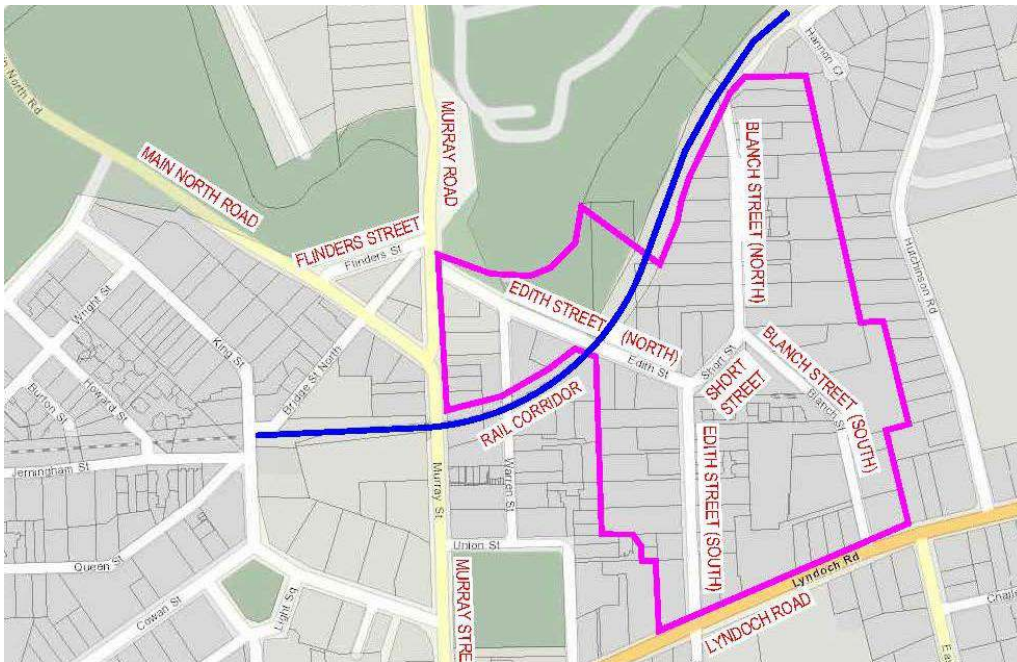 Hannon Ct
Main North Rd
MURRAY ROAD
MAIN NORTH ROAD
BLANCH STREET (NORTH)
FLINDERS STREET
Flinders St
Hutchinson Rd
Wright St
EDITH STREET (NORTH)
King St
Bridge St North
Edith St
Short St
SHORT
STREET
BLANCH STREET (SOUTH)
Blanch St
Howard St
Burton St
RAIL CORRIDOR
Jerningham St
Murray St
Warren St
EDITH STREET (SOUTH)
Union St
Queen St
Lyndoch Rd
LYNDOCH ROAD
Cowan St
Light Sq
MURRAY STRE